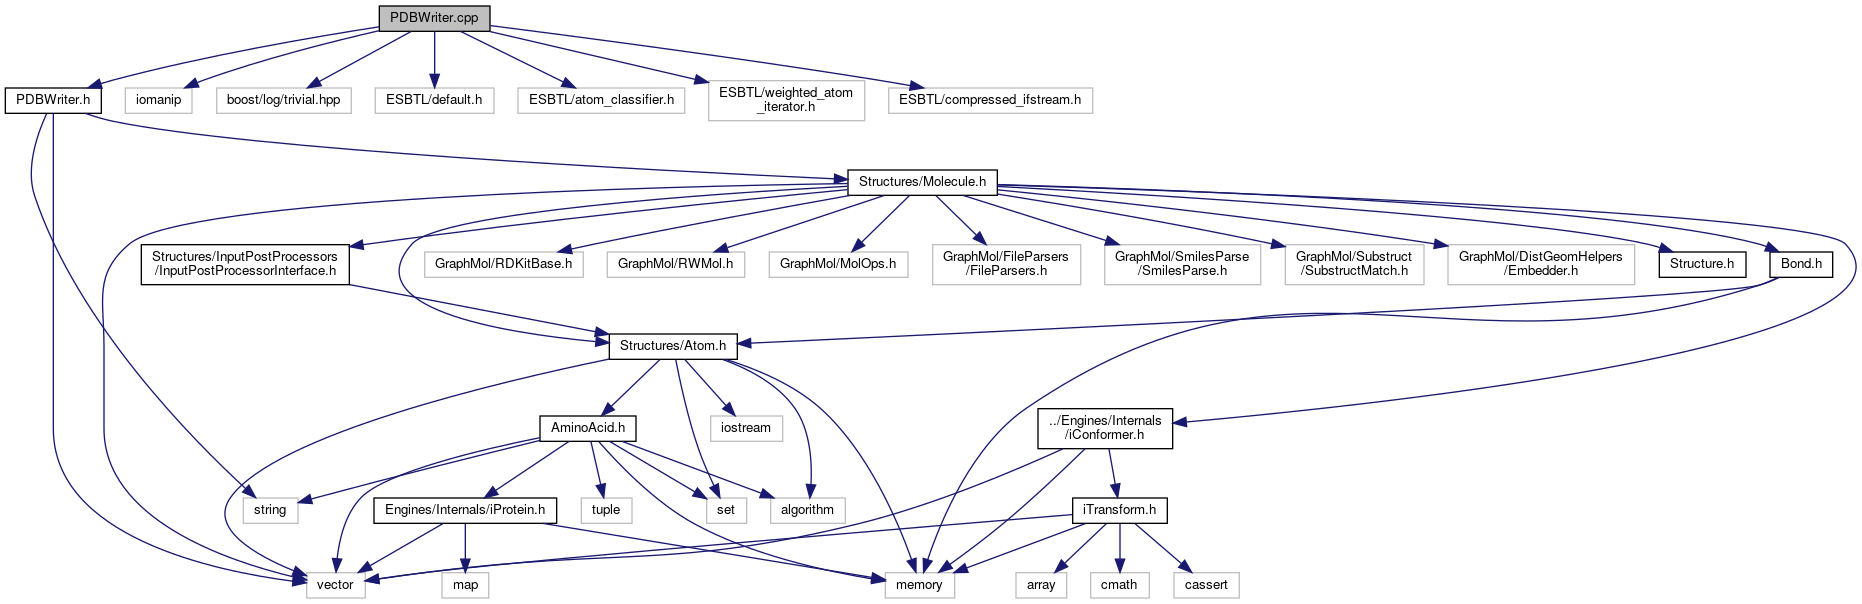 PDBWriter.cpp
PDBWriter.h
iomanip
boost/log/trivial.hpp
ESBTL/default.h
ESBTL/atom_classifier.h
ESBTL/weighted_atom
_iterator.h
ESBTL/compressed_ifstream.h
Structures/Molecule.h
Structures/InputPostProcessors
/InputPostProcessorInterface.h
GraphMol/RDKitBase.h
GraphMol/RWMol.h
GraphMol/MolOps.h
GraphMol/FileParsers
/FileParsers.h
GraphMol/SmilesParse
/SmilesParse.h
GraphMol/Substruct
/SubstructMatch.h
GraphMol/DistGeomHelpers
/Embedder.h
Structure.h
Bond.h
Structures/Atom.h
AminoAcid.h
iostream
../Engines/Internals
/iConformer.h
string
Engines/Internals/iProtein.h
tuple
set
algorithm
iTransform.h
vector
map
memory
array
cmath
cassert